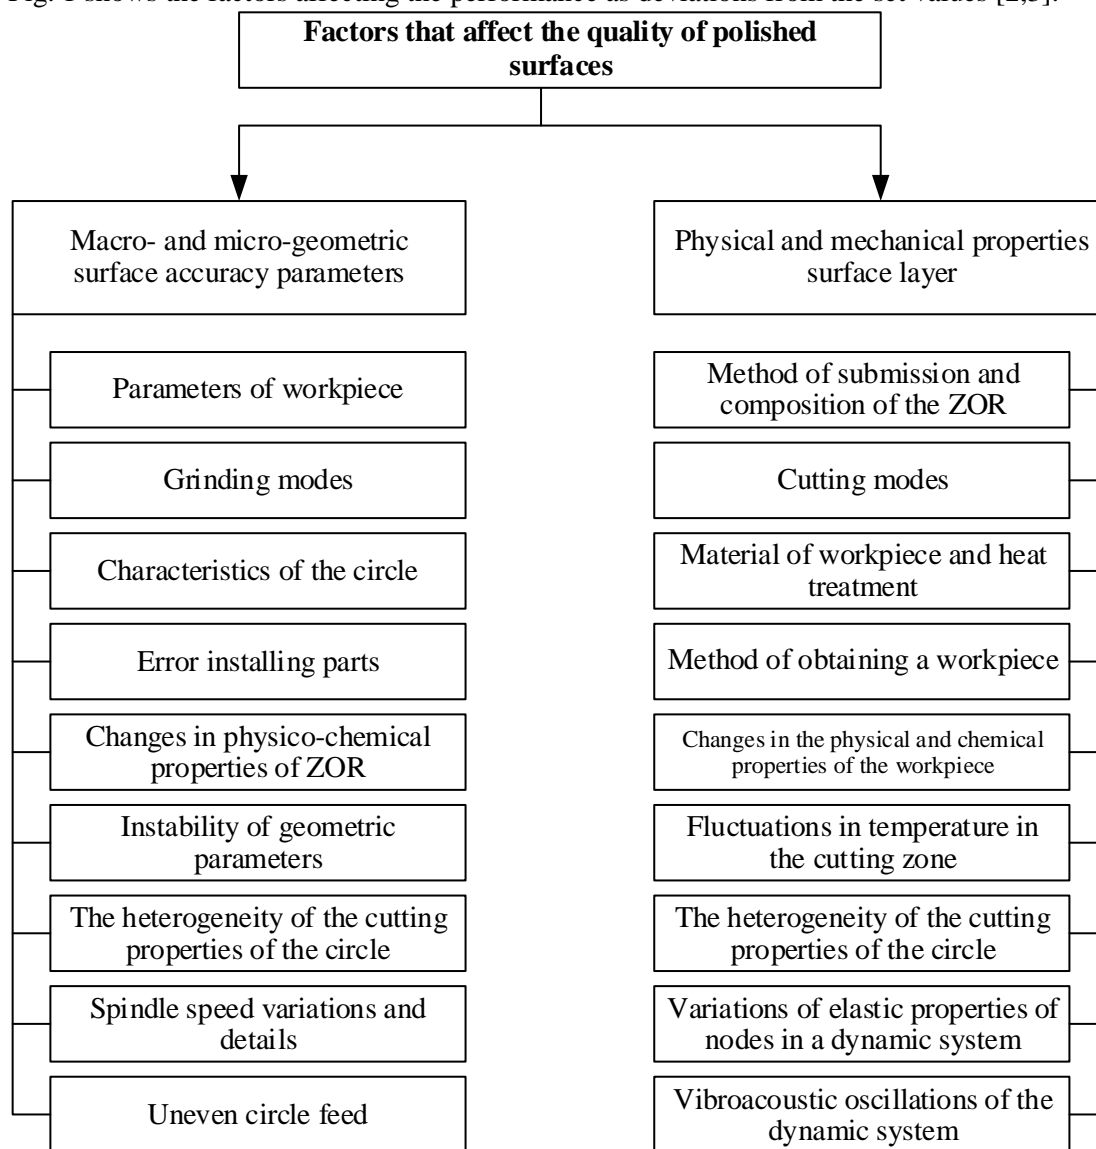 Fig. 1 shows the factors affecting the performance as deviations from the set values [2,3].
Factors that affect the quality of polished
surfaces
Macro- and micro-geometric
surface accuracy parameters
Physical and mechanical properties
surface layer
Parameters of workpiece
Method of submission and
composition of the ZOR
Grinding modes
Cutting modes
Characteristics of the circle
Material of workpiece and heat
treatment
Error installing parts
Method of obtaining a workpiece
Changes in physico-chemical
properties of ZOR
Changes in the physical and chemical
properties of the workpiece
Instability of geometric
parameters
Fluctuations in temperature in
the cutting zone
The heterogeneity of the cutting
properties of the circle
The heterogeneity of the cutting
properties of the circle
Spindle speed variations and
details
Variations of elastic properties of
nodes in a dynamic system
Uneven circle feed
Vibroacoustic oscillations of the
dynamic system